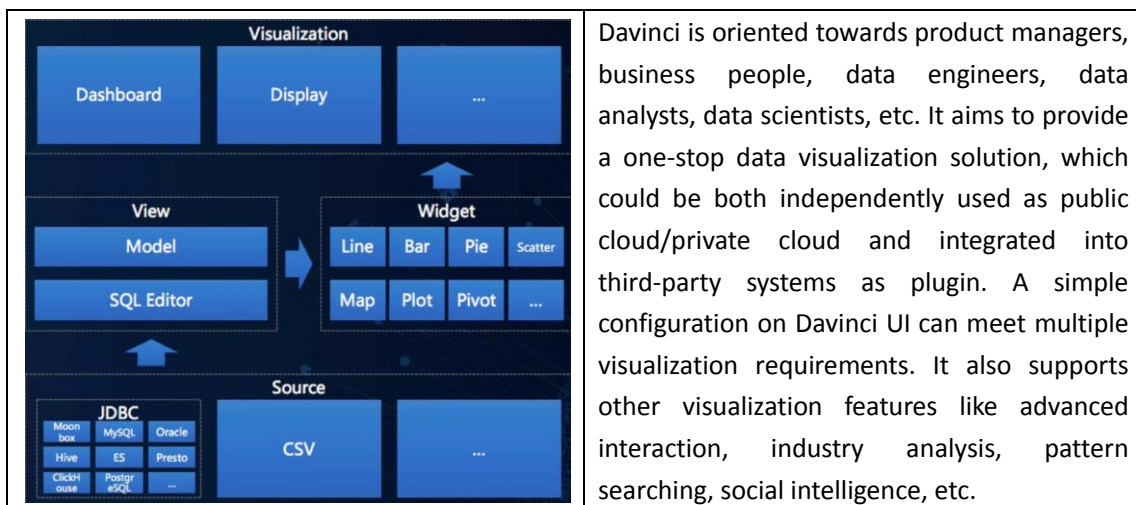 Visualization
Dashboard
Display
...
View
Model
SQL Editor
Widget
Line Bar Pie Scatter
Map Plot Pivot ...
Source
JDBC
Moon
box
MySQL
Oracle
Hive
ES
Presto
ClickH
ouse
Postgr
eSQL
...
CSV
...
Davinci is oriented towards product managers,
business people, data engineers, data
analysts, data scientists, etc. It aims to provide
a one-stop data visualization solution, which
could be both independently used as public
cloud/private cloud and integrated into
third-party systems as plugin. A simple
configuration on Davinci UI can meet multiple
visualization requirements. It also supports
other visualization features like advanced
interaction, industry analysis, pattern
searching, social intelligence, etc.